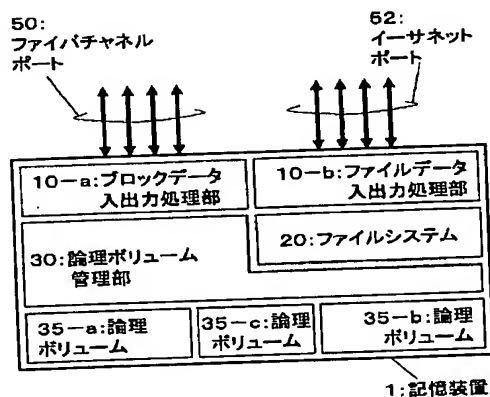 50:
ファイバチャネル
ポート
52:
イーサネット
ポート
10-a:ブロックデータ
入出力処理部
10-b:ファイルデータ
入出力処理部
30:論理ボリューム
管理部
20:ファイルシステム
35-a:論理
ボリューム
35-c:論理
ボリューム
35-b:論理
ボリューム
1:記憶装置